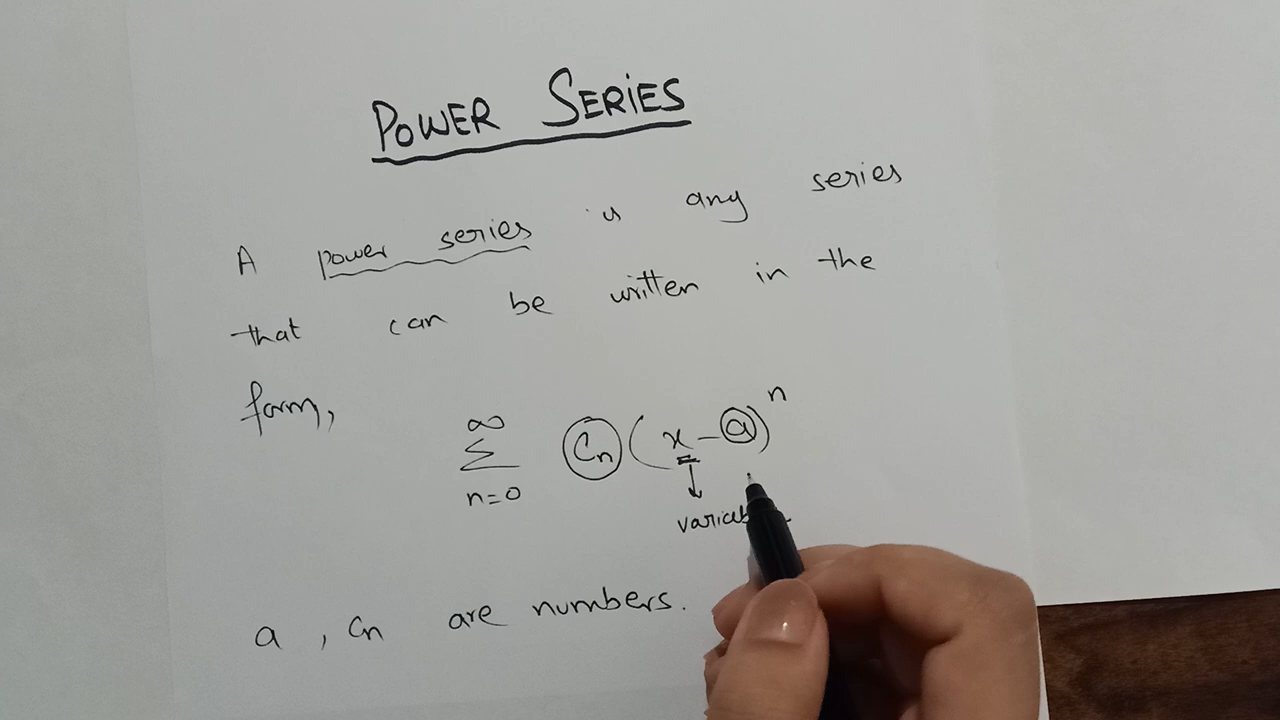 POWER SERIES
A power series is any series
that can be written in the
form,
∞
Σ Cn (x - a)^n
n=0
a, Cn are numbers.